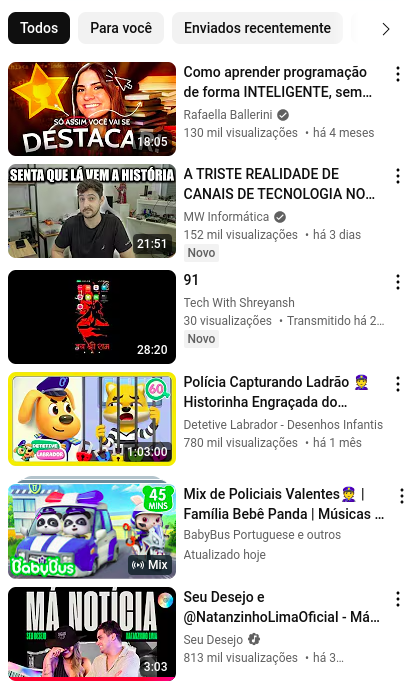 Todos
Para você
Enviados recentemente
SÓ ASSIM VOCÊ VAI SE
DESTACAR
18:05
Como aprender programação
de forma INTELIGENTE, sem...
Rafaella Ballerini
130 mil visualizações • há 4 meses
SENTA QUE LÁ VEM A HISTÓRIA
21:51
A TRISTE REALIDADE DE
CANAIS DE TECNOLOGIA NO...
MW Informática
152 mil visualizações • há 3 dias
Novo
28:20
91
Tech With Shreyansh
30 visualizações • Transmitido há 2...
Novo
60
DETETIVE
LABRADOR
1:03:00
Polícia Capturando Ladrão 👮
Historinha Engraçada do...
Detetive Labrador - Desenhos Infantis
780 mil visualizações • há 1 mês
45
MINS
BabyBus
Mix
Mix de Policiais Valentes👮 |
Família Bebê Panda | Músicas ...
BabyBus Portuguese e outros
Atualizado hoje
MÁ NOTÍCIA
SEU DESEJO
NATANZINHO LIMA
3:03
Seu Desejo e
@NatanzinhoLimaOficial - Má...
Seu Desejo
813 mil visualizações • há 3...